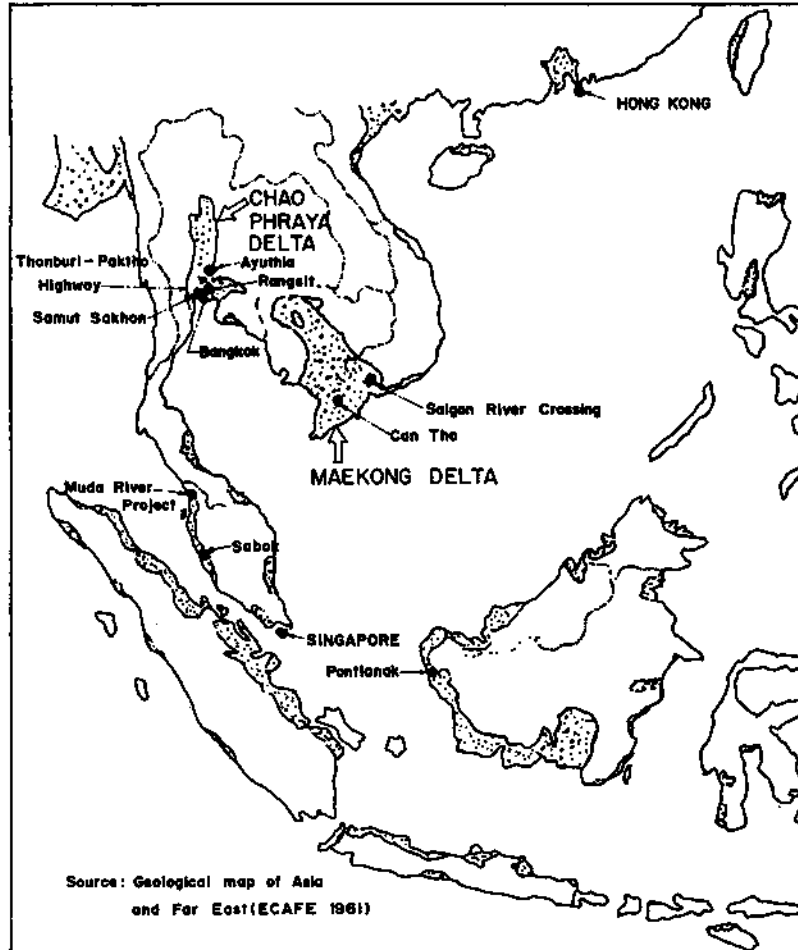 HONG KONG
CHAO
PHRAYA
DELTA
Thonburi-Paktho
Highway
Ayuthia
Rangsit
Samut Sakhon
Bangkok
Saigon River Crossing
Can Tho
MAEKONG DELTA
Muda River
Project
Sabak
SINGAPORE
Pontianak
Source: Geological map of Asia
and Far East (ECAFE 1961)